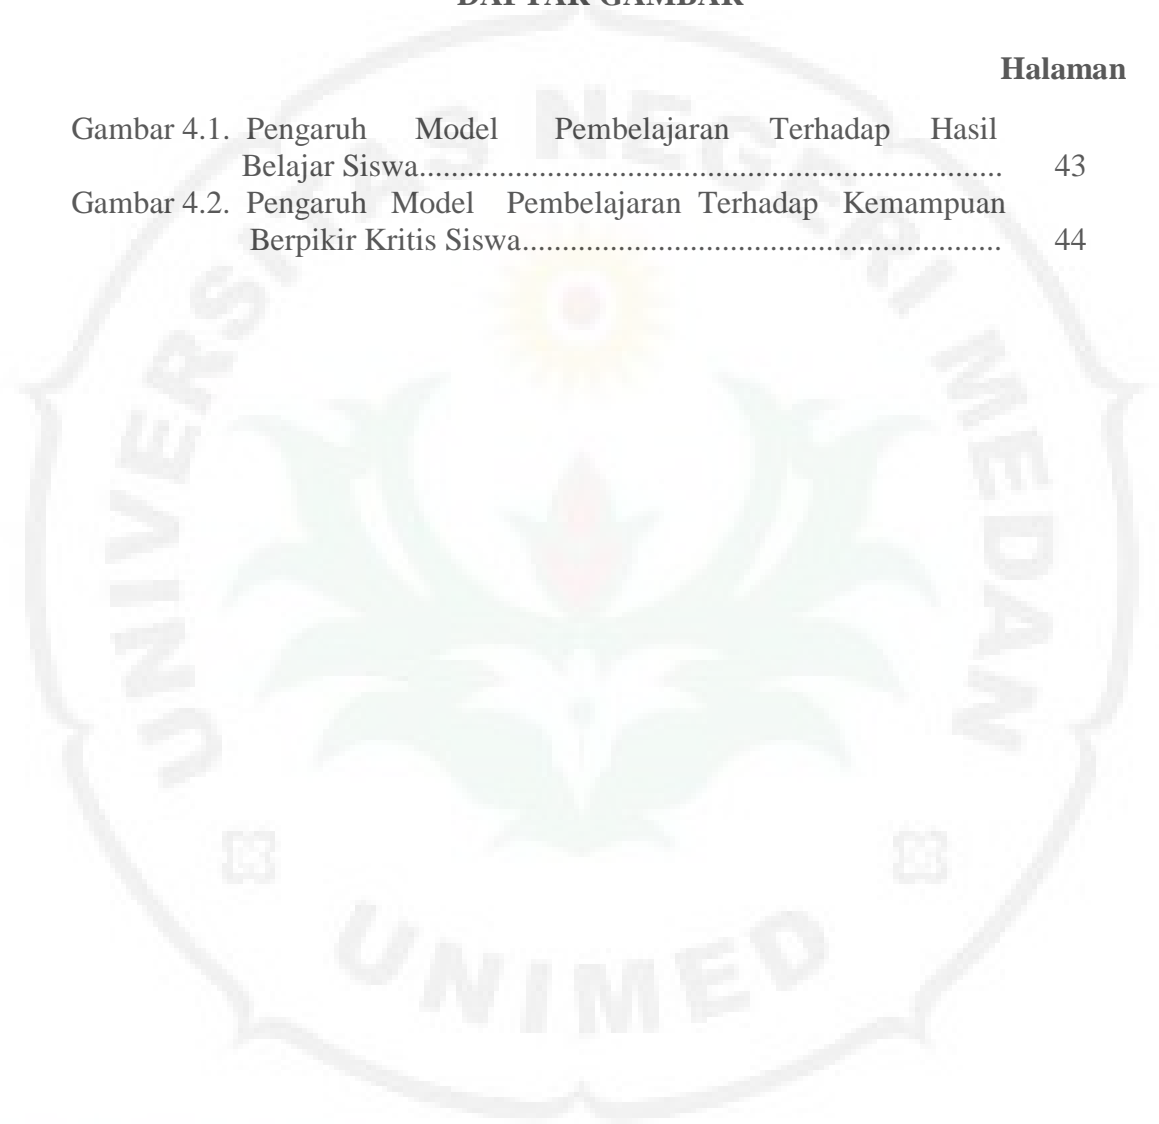 DAFTAR GAMBAR
Halaman
Gambar 4.1. Pengaruh Model Pembelajaran Terhadap Hasil
Belajar Siswa......................................................................... 43
Gambar 4.2. Pengaruh Model Pembelajaran Terhadap Kemampuan
Berpikir Kritis Siswa............................................................ 44
UNIVERSITAS NEGERI MEDAN
UNIMED